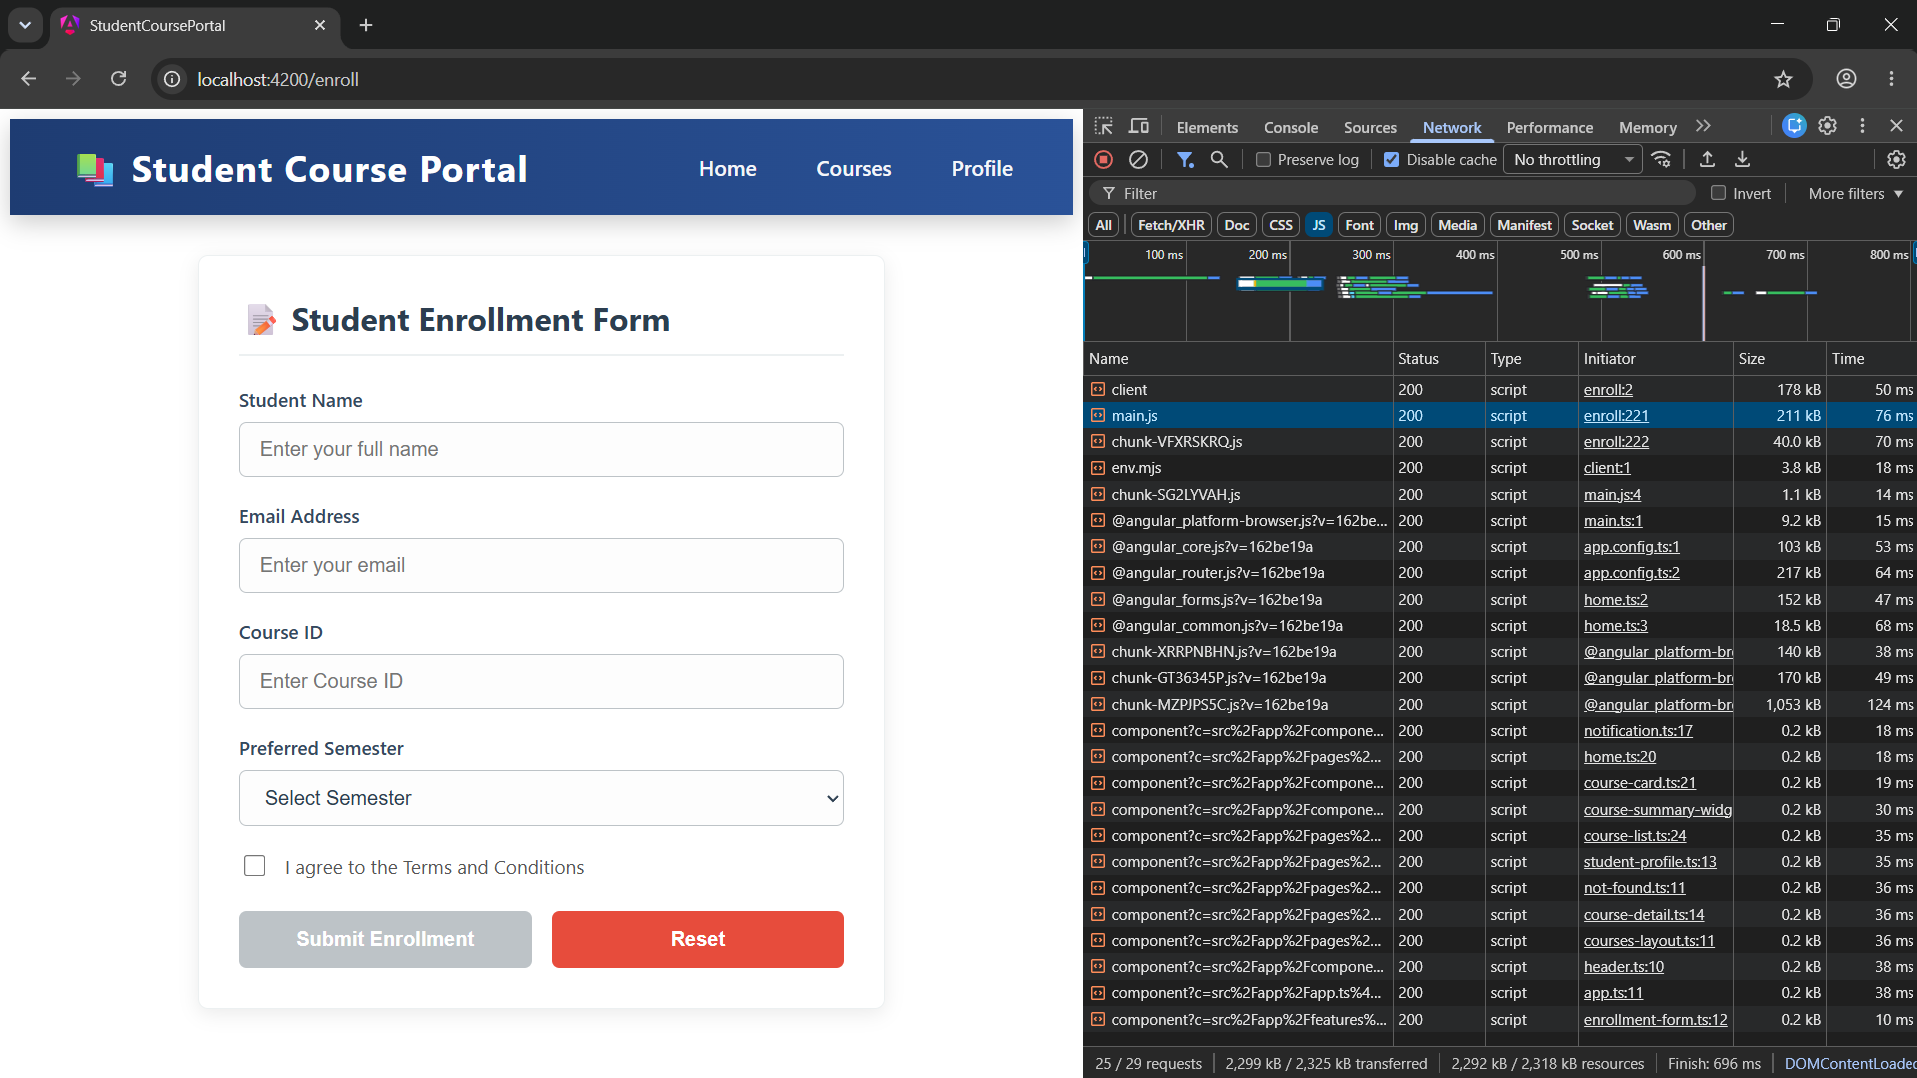 StudentCoursePortal
localhost:4200/enroll
Student Course Portal
Home
Courses
Profile
Student Enrollment Form
Student Name
Enter your full name
Email Address
Enter your email
Course ID
Enter Course ID
Preferred Semester
Select Semester
I agree to the Terms and Conditions
Submit Enrollment
Reset
Elements Console Sources Network Performance Memory
Preserve log Disable cache No throttling
Filter Invert More filters
All Fetch/XHR Doc CSS JS Font Img Media Manifest Socket Wasm Other
100 ms 200 ms 300 ms 400 ms 500 ms 600 ms 700 ms 800 ms
Name Status Type Initiator Size Time
client 200 script enroll:2 178 kB 50 ms
main.js 200 script enroll:221 211 kB 76 ms
chunk-VFXRSKRQ.js 200 script enroll:222 40.0 kB 70 ms
env.mjs 200 script client:1 3.8 kB 18 ms
chunk-SG2LYVAH.js 200 script main.js:4 1.1 kB 14 ms
@angular_platform-browser.js?v=162be... 200 script main.ts:1 9.2 kB 15 ms
@angular_core.js?v=162be19a 200 script app.config.ts:1 103 kB 53 ms
@angular_router.js?v=162be19a 200 script app.config.ts:2 217 kB 64 ms
@angular_forms.js?v=162be19a 200 script home.ts:2 152 kB 47 ms
@angular_common.js?v=162be19a 200 script home.ts:3 18.5 kB 68 ms
chunk-XRRPNBHN.js?v=162be19a 200 script @angular_platform-br 140 kB 38 ms
chunk-GT36345P.js?v=162be19a 200 script @angular_platform-br 170 kB 49 ms
chunk-MZPJPS5C.js?v=162be19a 200 script @angular_platform-br 1,053 kB 124 ms
component?c=src%2Fapp%2Fcompone... 200 script notification.ts:17 0.2 kB 18 ms
component?c=src%2Fapp%2Fpages%2... 200 script home.ts:20 0.2 kB 18 ms
component?c=src%2Fapp%2Fcompone... 200 script course-card.ts:21 0.2 kB 19 ms
component?c=src%2Fapp%2Fcompone... 200 script course-summary-widg 0.2 kB 30 ms
component?c=src%2Fapp%2Fpages%2... 200 script course-list.ts:24 0.2 kB 35 ms
component?c=src%2Fapp%2Fpages%2... 200 script student-profile.ts:13 0.2 kB 35 ms
component?c=src%2Fapp%2Fpages%2... 200 script not-found.ts:11 0.2 kB 36 ms
component?c=src%2Fapp%2Fpages%2... 200 script course-detail.ts:14 0.2 kB 36 ms
component?c=src%2Fapp%2Fpages%2... 200 script courses-layout.ts:11 0.2 kB 36 ms
component?c=src%2Fapp%2Fcompone... 200 script header.ts:10 0.2 kB 38 ms
component?c=src%2Fapp%2Fapp.ts%4... 200 script app.ts:11 0.2 kB 38 ms
component?c=src%2Fapp%2Ffeatures%... 200 script enrollment-form.ts:12 0.2 kB 10 ms
25 / 29 requests 2,299 kB / 2,325 kB transferred 2,292 kB / 2,318 kB resources Finish: 696 ms DOMContentLoaded